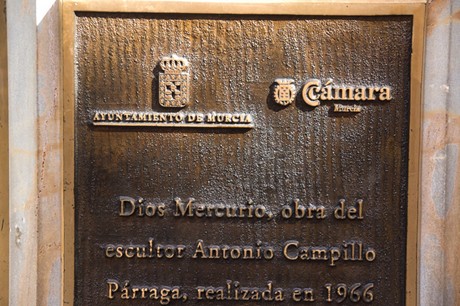 AYUNTAMIENTO DE MURCIA
Cámara
Murcia
Dios Mercurio, obra del
escultor Antonio Campillo
Párraga, realizada en 1966